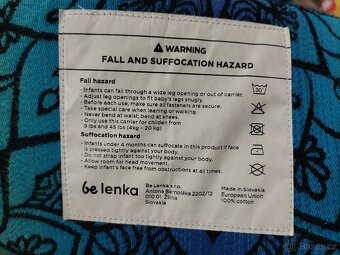 ⚠ WARNING
FALL AND SUFFOCATION HAZARD
Fall hazard
• Infants can fall through a wide leg opening or out of carrier.
• Adjust leg openings to fit baby's legs snugly.
• Before each use, make sure all fasteners are secure.
• Take special care when leaning or walking.
• Never bend at waist; bend at knees.
• Only use this carrier for children from
9 lbs and 45 lbs (4kg - 20 kg)
Suffocation hazard
• Infants under 4 months can suffocate in this product if face
is pressed tightly against your body.
• Do not strap infant too tight against your body.
• Allow room for head movement.
• Keep infant's face free from obstructions at all times.
30°
be lenka
Be Lenka s.r.o.
Antona Bernoláka 2202/12
010 01 Žilina
Slovakia
Made in Slovakia
European Union
100% cotton
Bazos.cz